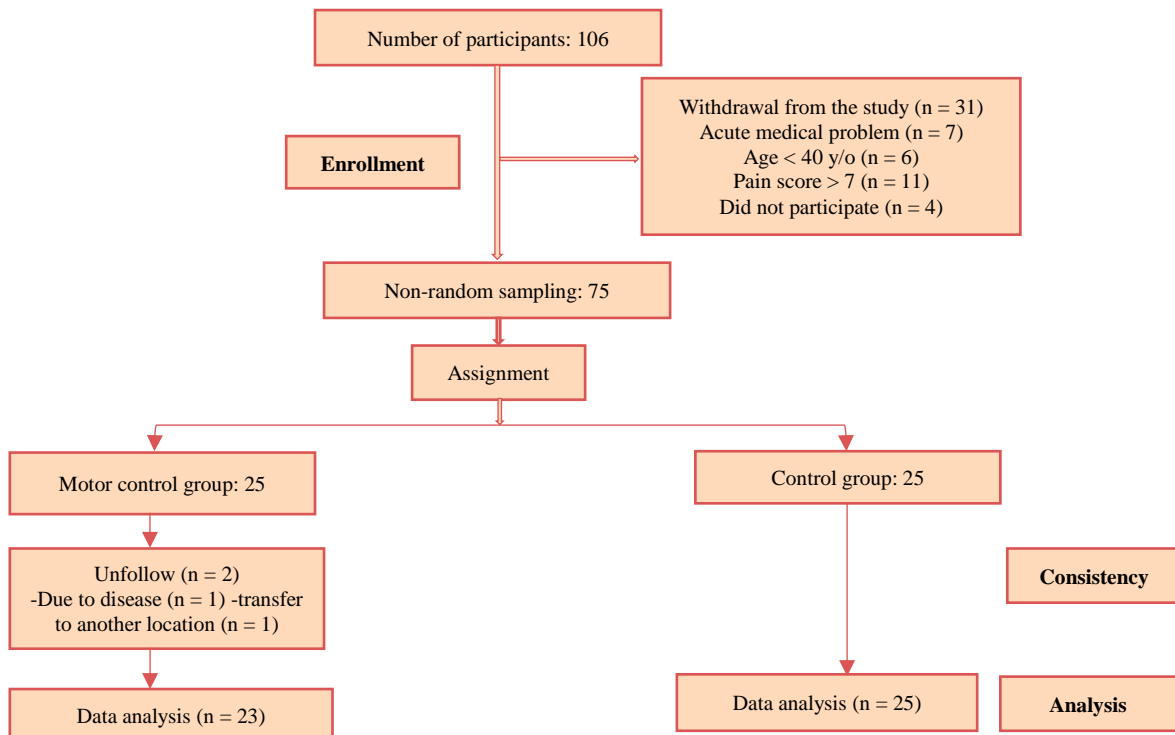 Number of participants: 106
Withdrawal from the study (n = 31)
Acute medical problem (n = 7)
Age < 40 y/o (n = 6)
Pain score > 7 (n = 11)
Did not participate (n = 4)
Enrollment
Non-random sampling: 75
Assignment
Motor control group: 25
Control group: 25
Unfollow (n = 2)
-Due to disease (n = 1) -transfer
to another location (n = 1)
Consistency
Data analysis (n = 23)
Data analysis (n = 25)
Analysis